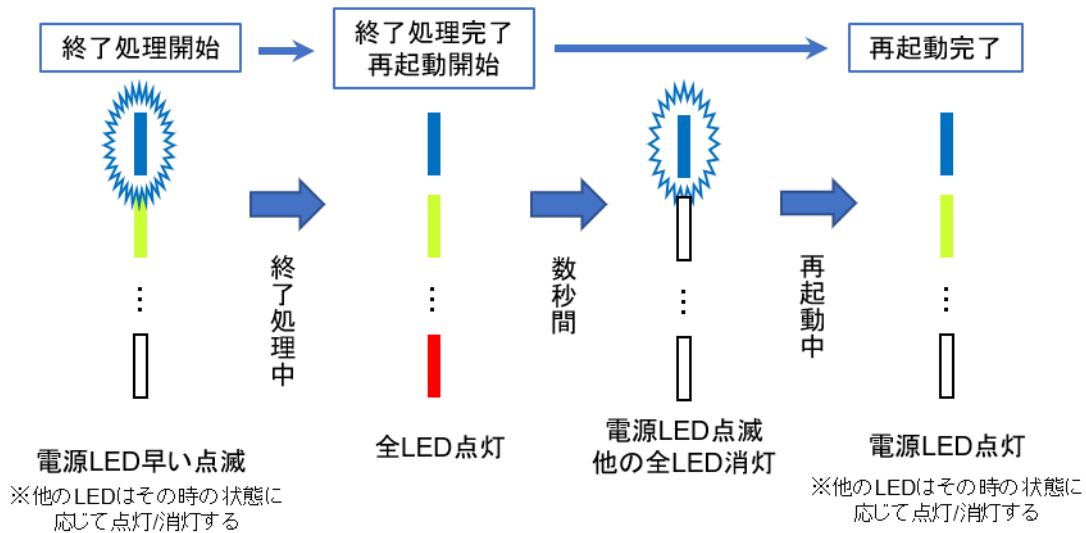 終了処理開始
終了処理完了
再起動開始
再起動完了
終了処理中
数秒間
再起動中
⋮
⋮
⋮
⋮
電源LED早い点滅
※他のLEDはその時の状態に
応じて点灯/消灯する
全LED点灯
電源LED点滅
他の全LED消灯
電源LED点灯
※他のLEDはその時の状態に
応じて点灯/消灯する